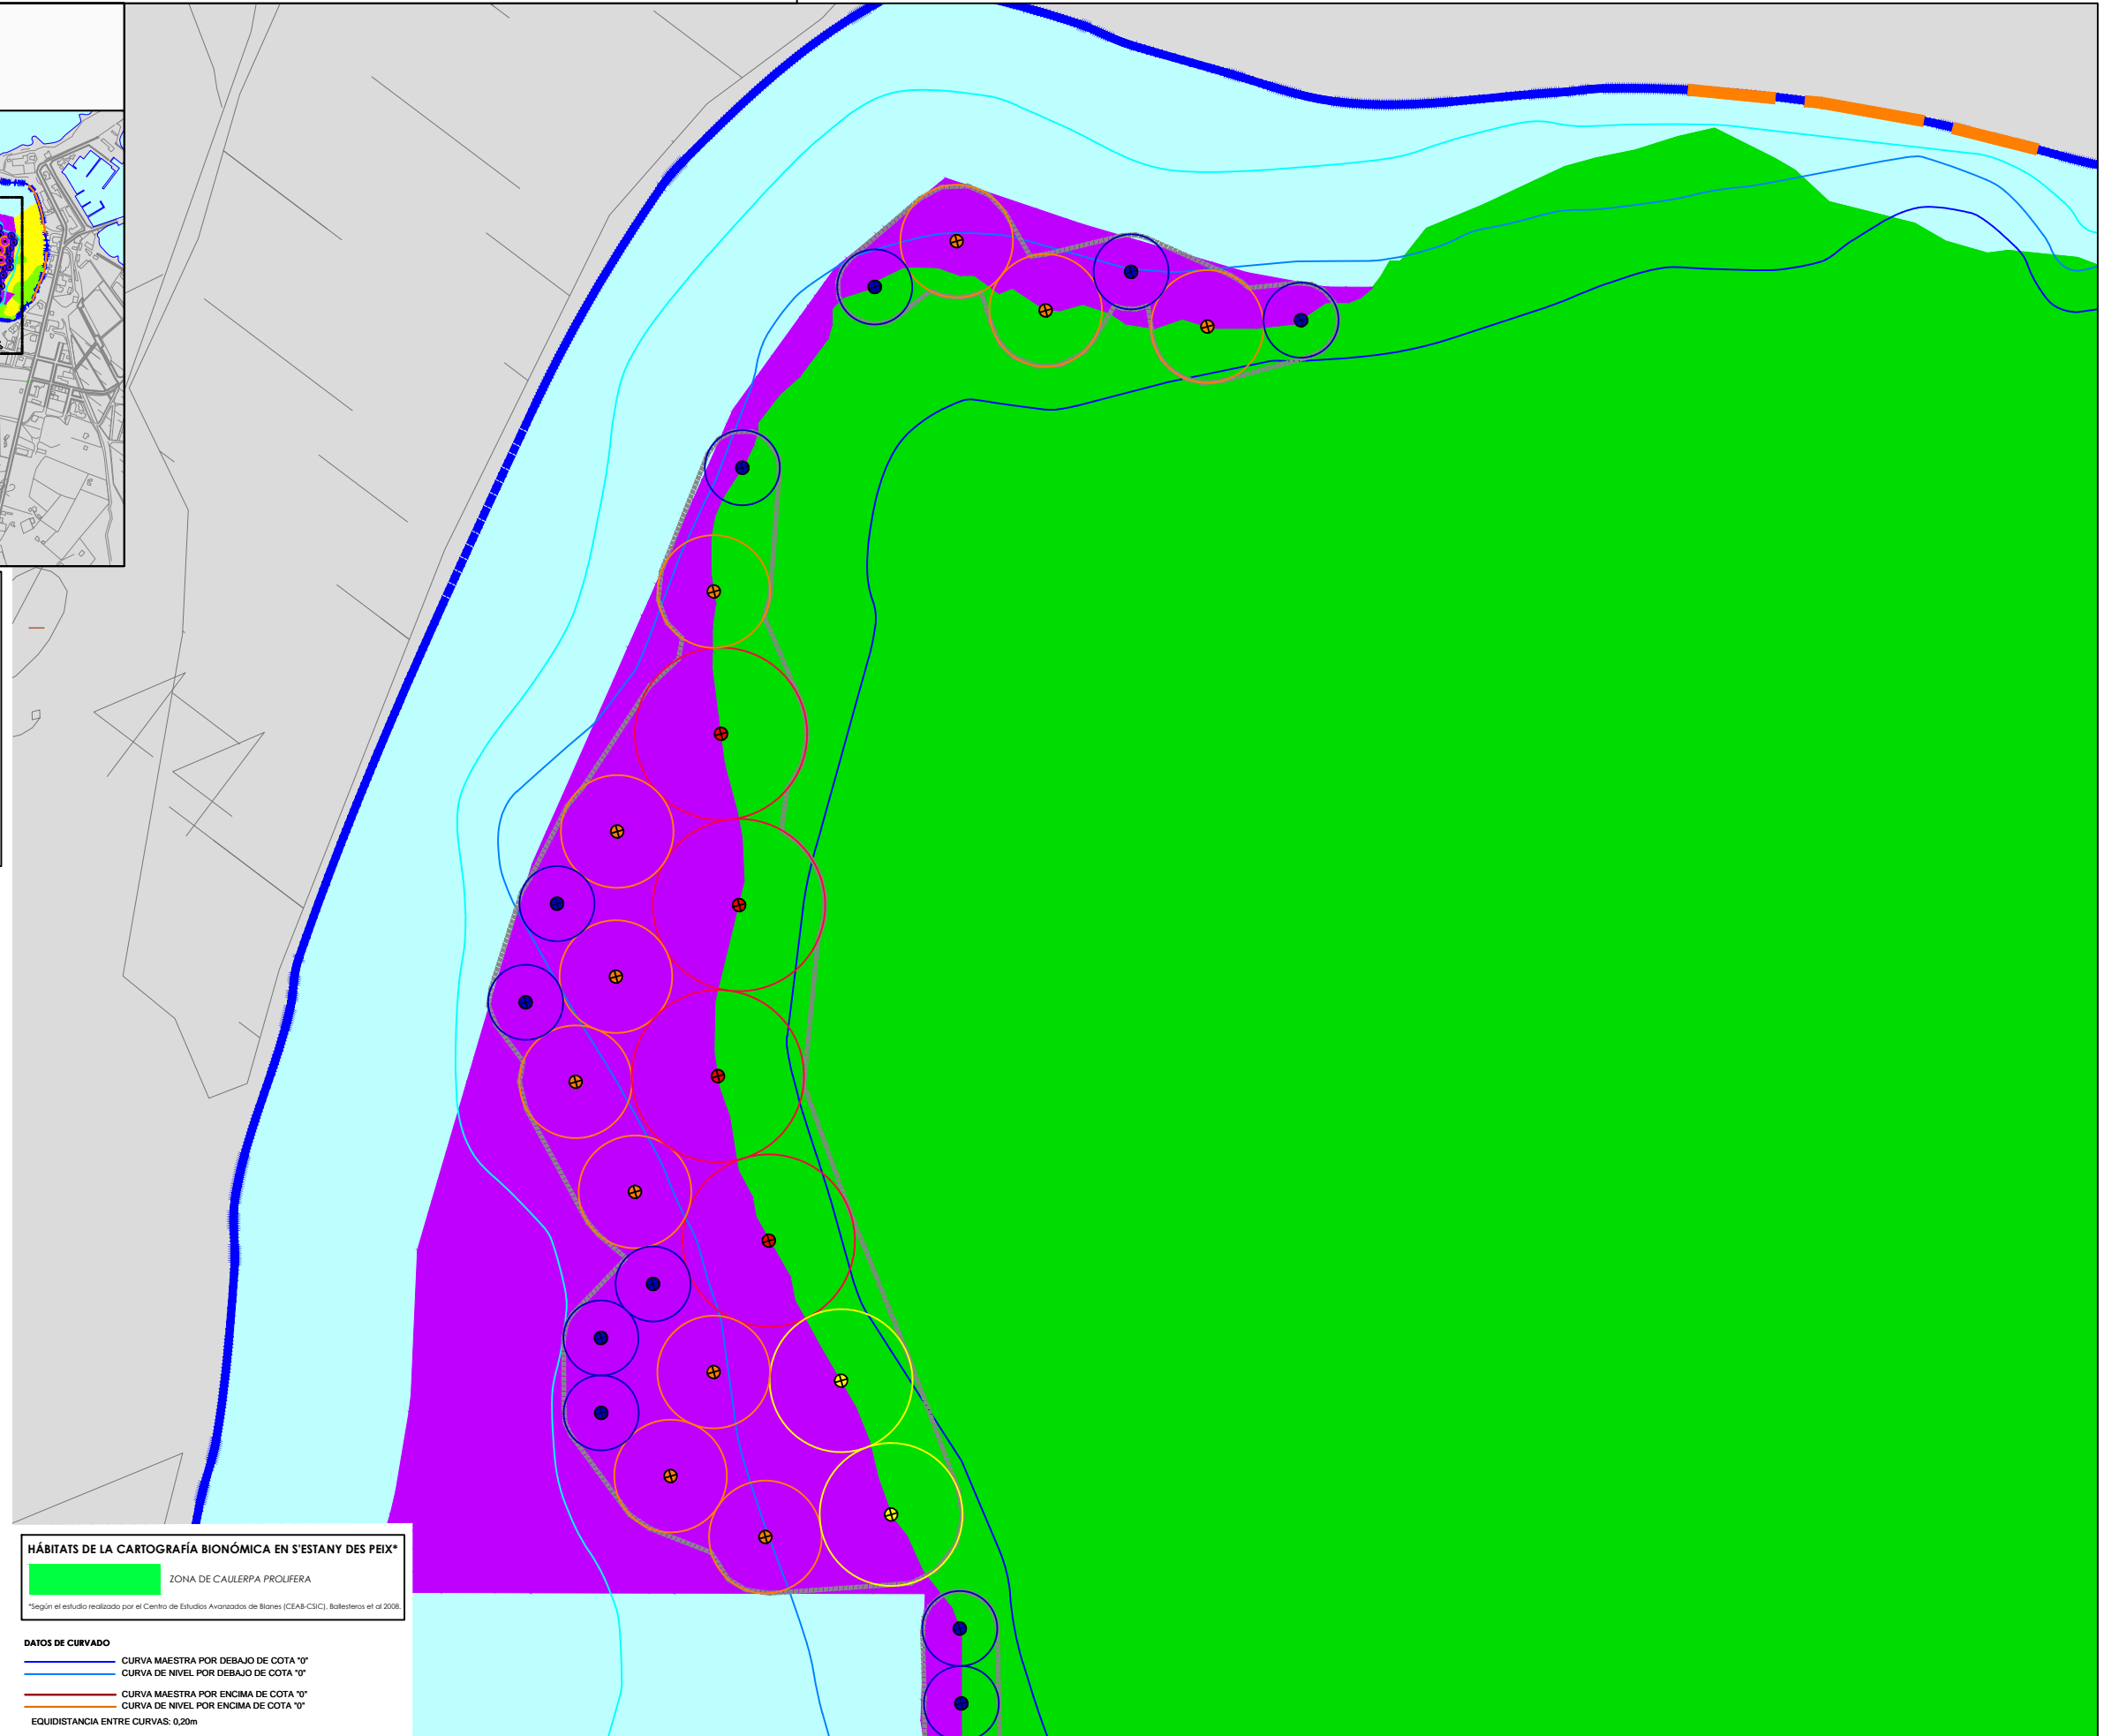 HÁBITATS DE LA CARTOGRAFÍA BIONÓMICA EN S'ESTANY DES PEIX*
ZONA DE CAULERPA PROLIFERA
*Según el estudio realizado por el Centro de Estudios Avanzados de Blanes (CEAB-CSIC), Ballesteros et al 2008.
DATOS DE CURVADO
CURVA MAESTRA POR DEBAJO DE COTA "0"
CURVA DE NIVEL POR DEBAJO DE COTA "0"
CURVA MAESTRA POR ENCIMA DE COTA "0"
CURVA DE NIVEL POR ENCIMA DE COTA "0"
EQUIDISTANCIA ENTRE CURVAS: 0,20m